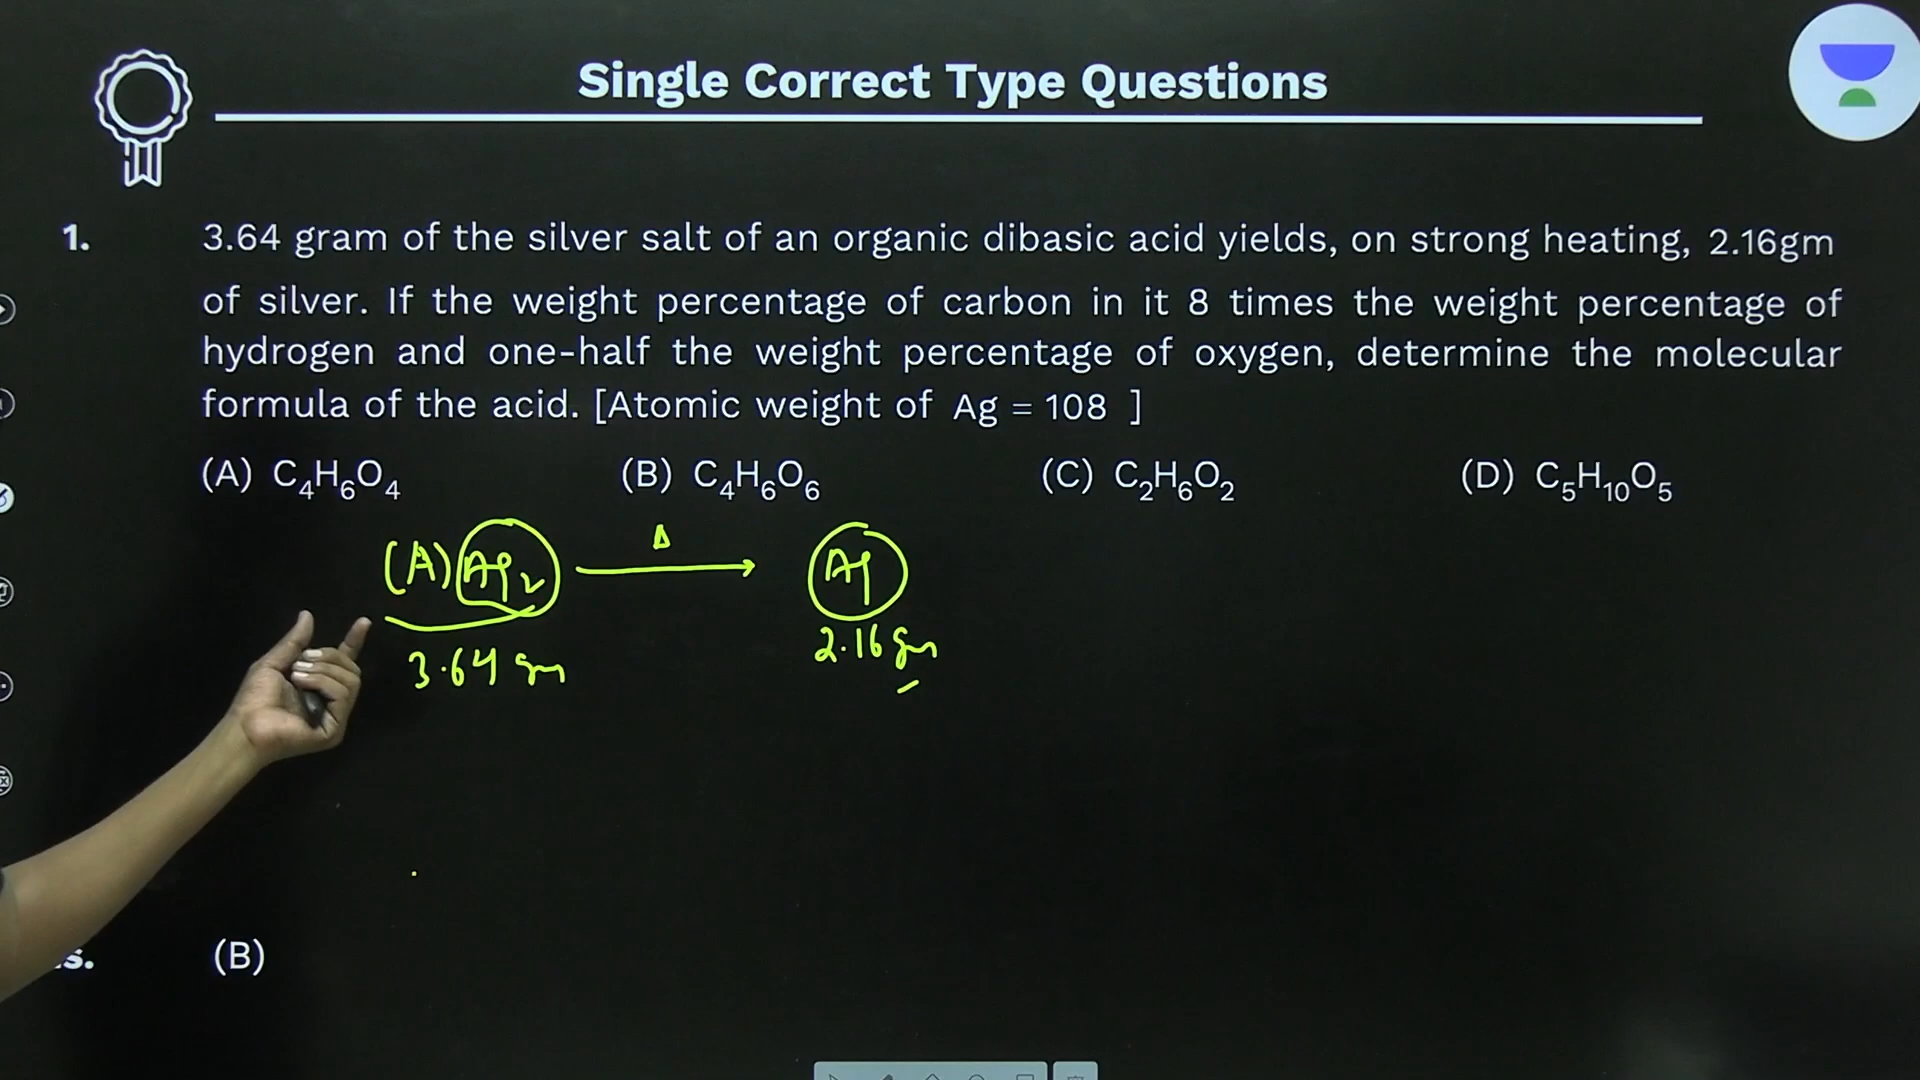 Single Correct Type Questions
1. 3.64 gram of the silver salt of an organic dibasic acid yields, on strong heating, 2.16gm
of silver. If the weight percentage of carbon in it 8 times the weight percentage of
hydrogen and one-half the weight percentage of oxygen, determine the molecular
formula of the acid. [Atomic weight of Ag = 108 ]
(A) C₄H₆O₄ (B) C₄H₆O₆ (C) C₂H₆O₂ (D) C₅H₁₀O₅
(A) Ag₂ Δ Ag
3.64 gm 2.16 gm
s. (B)